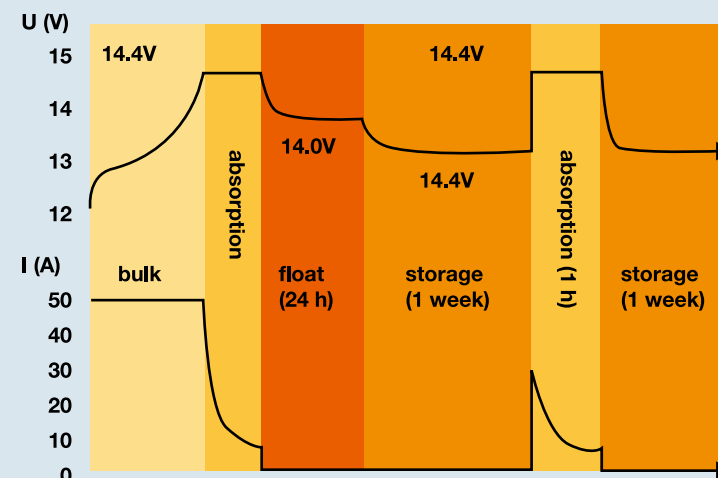 U (V)
15
14
13
12
14.4V
14.4V
14.0V
14.4V
absorption
absorption (1 h)
I (A)
50
40
30
20
10
0
bulk
float
(24 h)
storage
(1 week)
storage
(1 week)